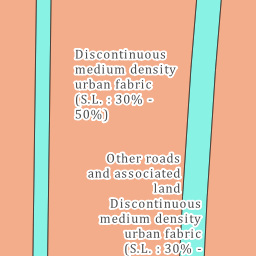 Discontinuous
medium density
urban fabric
(S.L. : 30% -
50%)
Other roads
and associated
land
Discontinuous
medium density
urban fabric
(S.L. : 30% -